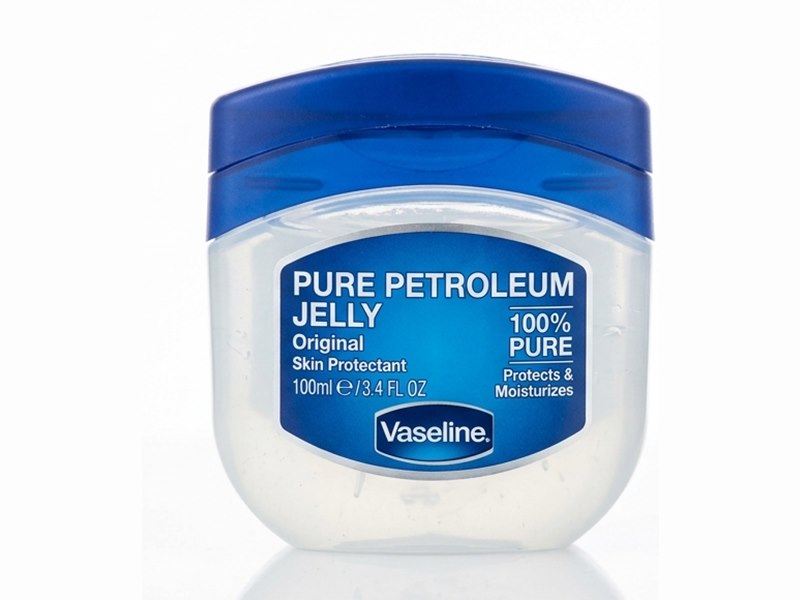 PURE PETROLEUM
JELLY
Original
Skin Protectant
100ml ℮/3.4 FL OZ
100%
PURE
Protects &
Moisturizes
Vaseline.